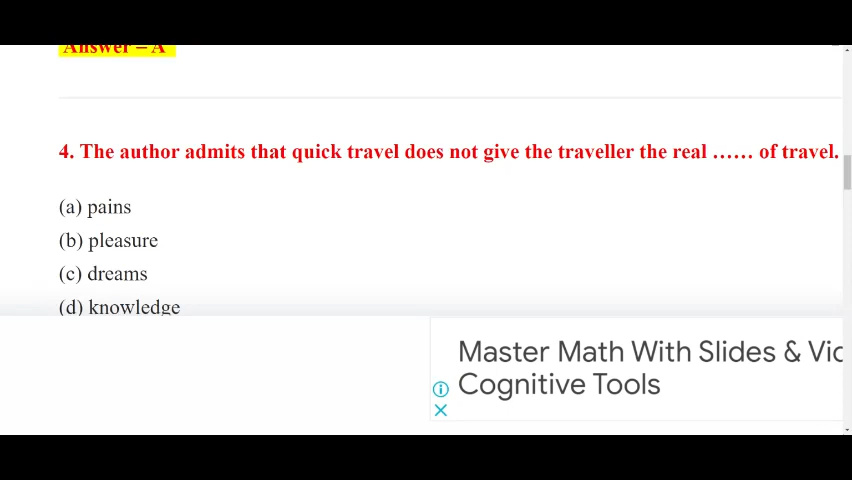 Answer – A
4. The author admits that quick travel does not give the traveller the real …… of travel.
(a) pains
(b) pleasure
(c) dreams
(d) knowledge
Master Math With Slides &
Cognitive Tools